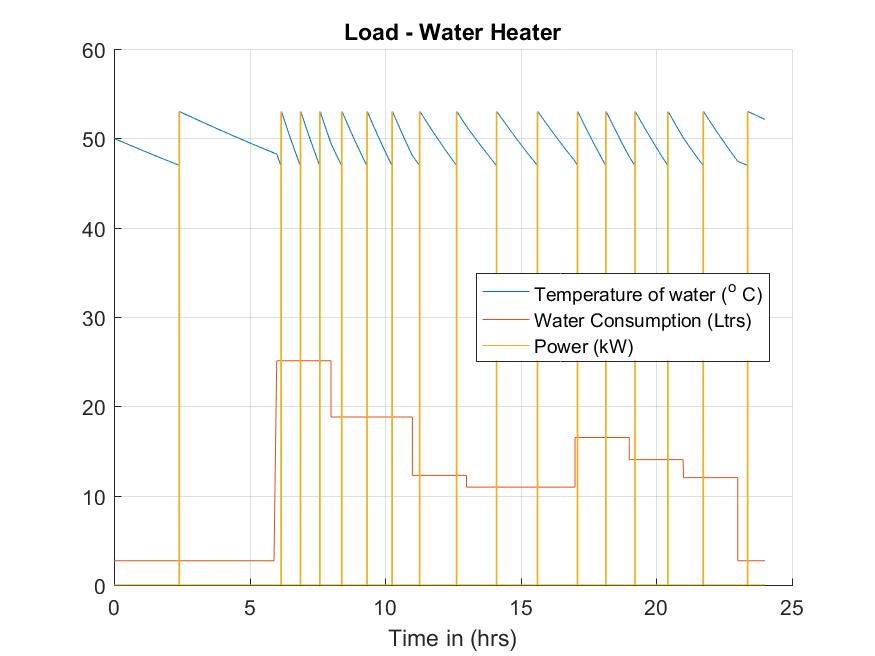 Load - Water Heater
60
50
40
30
20
10
0
Temperature of water (o C)
Water Consumption (Ltrs)
Power (kW)
0 5 10 15 20 25
Time in (hrs)